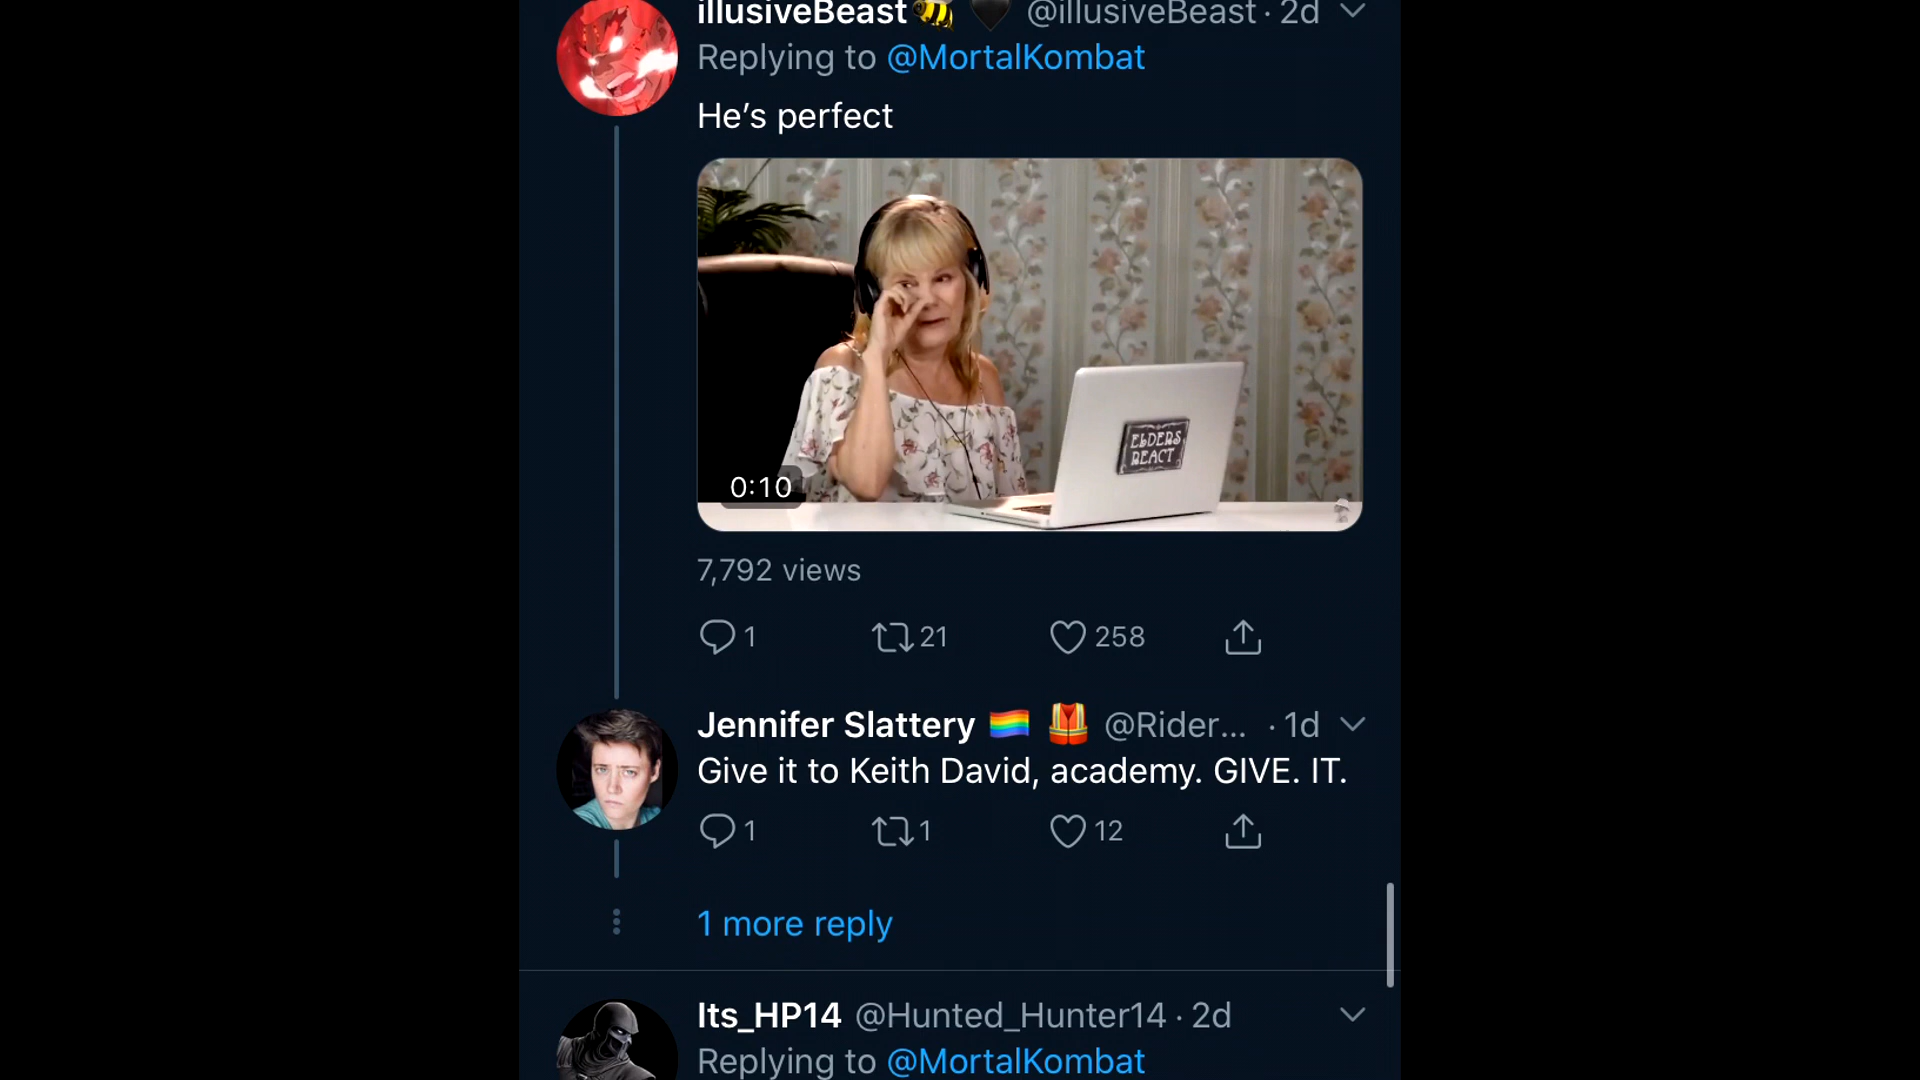 illusiveBeast🐝 🖤 @illusiveBeast · 2d
Replying to @MortalKombat
He’s perfect
ELDERS
REACT
0:10
7,792 views
1 21 258
Jennifer Slattery 🏳️‍🌈 🦺 @Rider... · 1d
Give it to Keith David, academy. GIVE. IT.
1 1 12
1 more reply
Its_HP14 @Hunted_Hunter14 · 2d
Replying to @MortalKombat